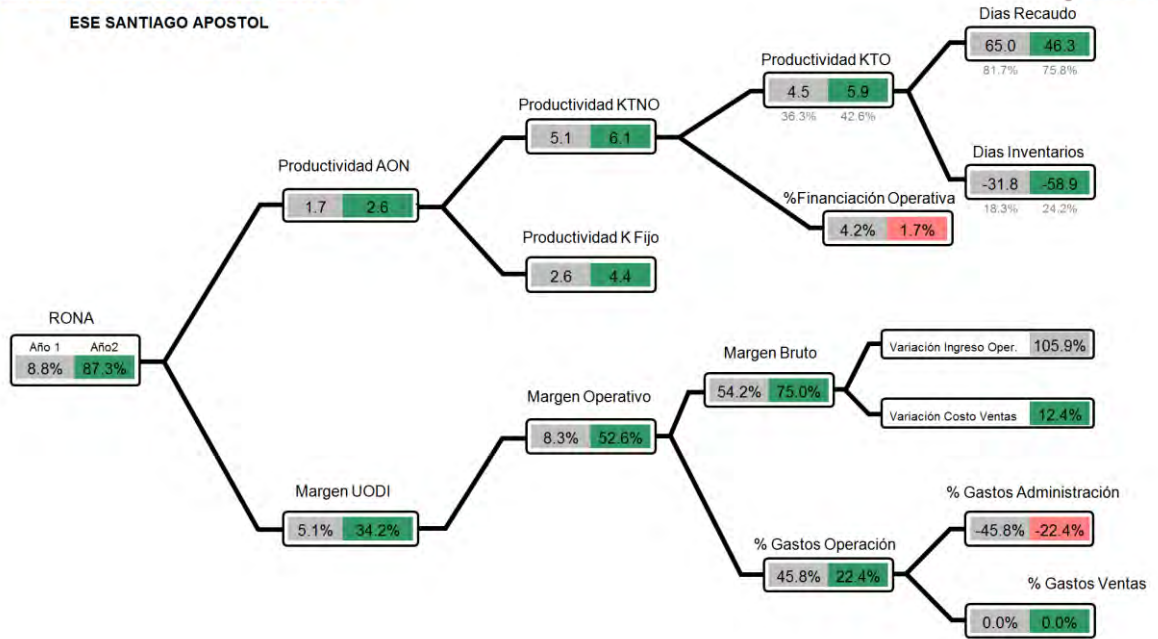 ESE SANTIAGO APOSTOL
Dias Recaudo
65.0 46.3
81.7% 75.8%
Productividad KTO
4.5 5.9
36.3% 42.6%
Productividad KTNO
5.1 6.1
Dias Inventarios
-31.8 -58.9
18.3% 24.2%
Productividad AON
1.7 2.6
%Financiación Operativa
4.2% 1.7%
Productividad K Fijo
2.6 4.4
RONA
Año 1 Año2
8.8% 87.3%
Margen Bruto
54.2% 75.0%
Variación Ingreso Oper. 105.9%
Variación Costo Ventas 12.4%
Margen Operativo
8.3% 52.6%
Margen UODI
5.1% 34.2%
% Gastos Operación
45.8% 22.4%
% Gastos Administración
-45.8% -22.4%
% Gastos Ventas
0.0% 0.0%